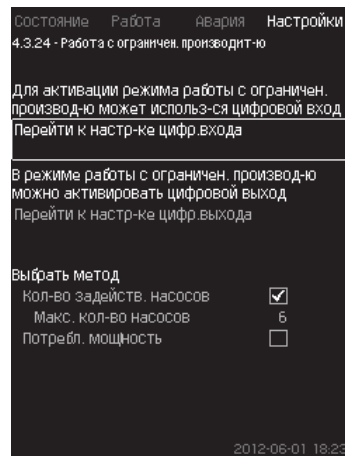 Состояние Работа Авария Настройки
4.3.24 - Работа с ограничен. производит-ю
Для активации режима работы с ограничен.
производ-ю может использ-ся цифровой вход
Перейти к настр-ке цифр.входа
В режиме работы с ограничен. производ-ю
можно активировать цифровой выход
Перейти к настр-ке цифр.выхода
Выбрать метод
Кол-во задейств. насосов
Макс. кол-во насосов 6
Потребл. мощность
2012-06-01 18:23